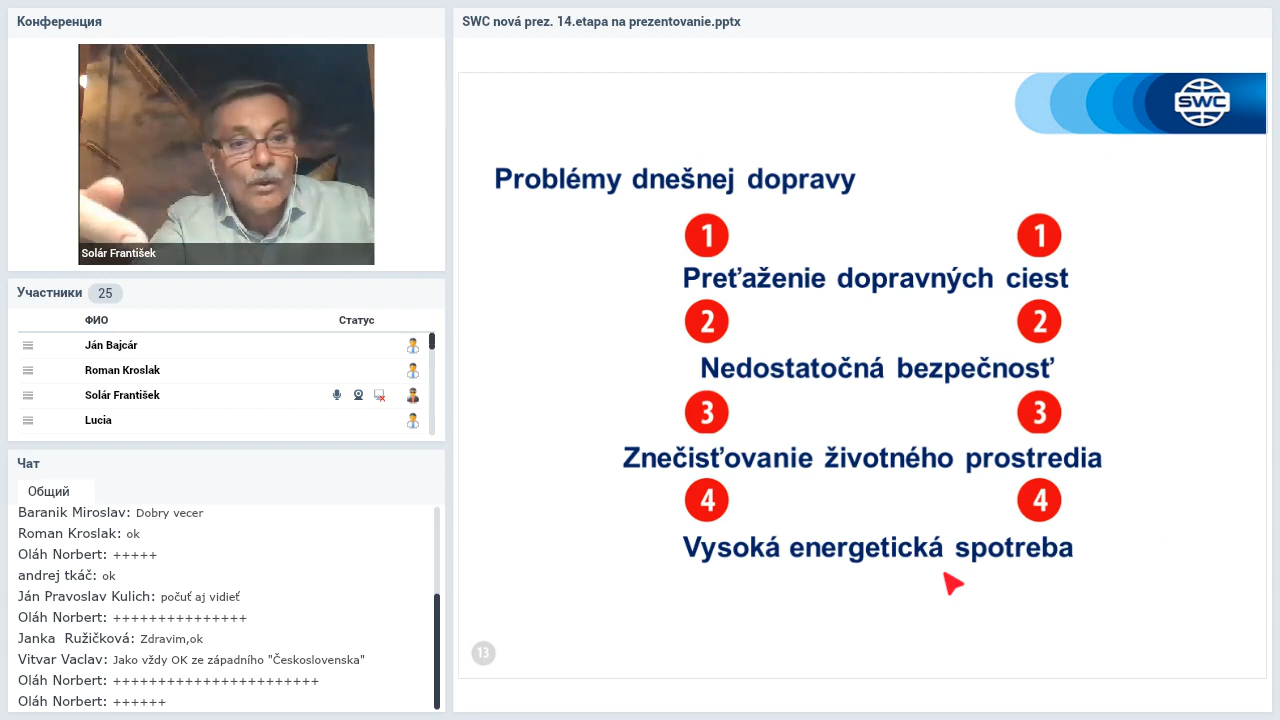 Конференция
Solár František
Участники 25
ФИО Статус
Ján Bajcár
Roman Kroslak
Solár František
Lucia
Чат
Общий
Baranik Miroslav: Dobry vecer
Roman Kroslak: ok
Oláh Norbert: +++++
andrej tkáč: ok
Ján Pravoslav Kulich: počuť aj vidieť
Oláh Norbert: +++++++++++++++
Janka  Ružičková: Zdravim,ok
Vitvar Vaclav: Jako vždy OK ze západního "Československa"
Oláh Norbert: +++++++++++++++++++++++
Oláh Norbert: ++++++
SWC nová prez. 14.etapa na prezentovanie.pptx
SWC
Problémy dnešnej dopravy
1 1
Preťaženie dopravných ciest
2 2
Nedostatočná bezpečnosť
3 3
Znečisťovanie životného prostredia
4 4
Vysoká energetická spotreba
13